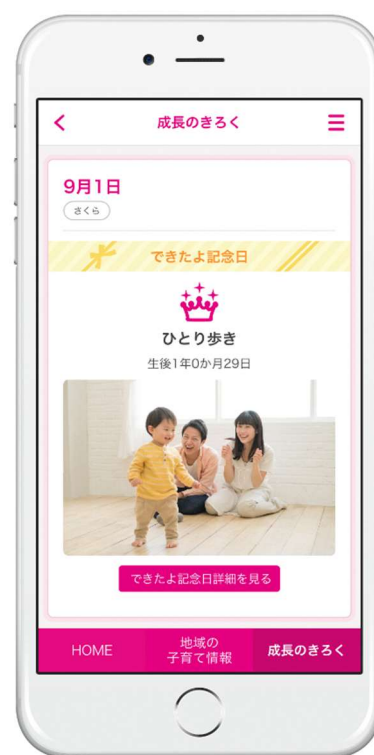 成長のきろく
9月1日
さくら
できたよ記念日
ひとり歩き
生後1年0か月29日
できたよ記念日詳細を見る
HOME
地域の
子育て情報
成長のきろく